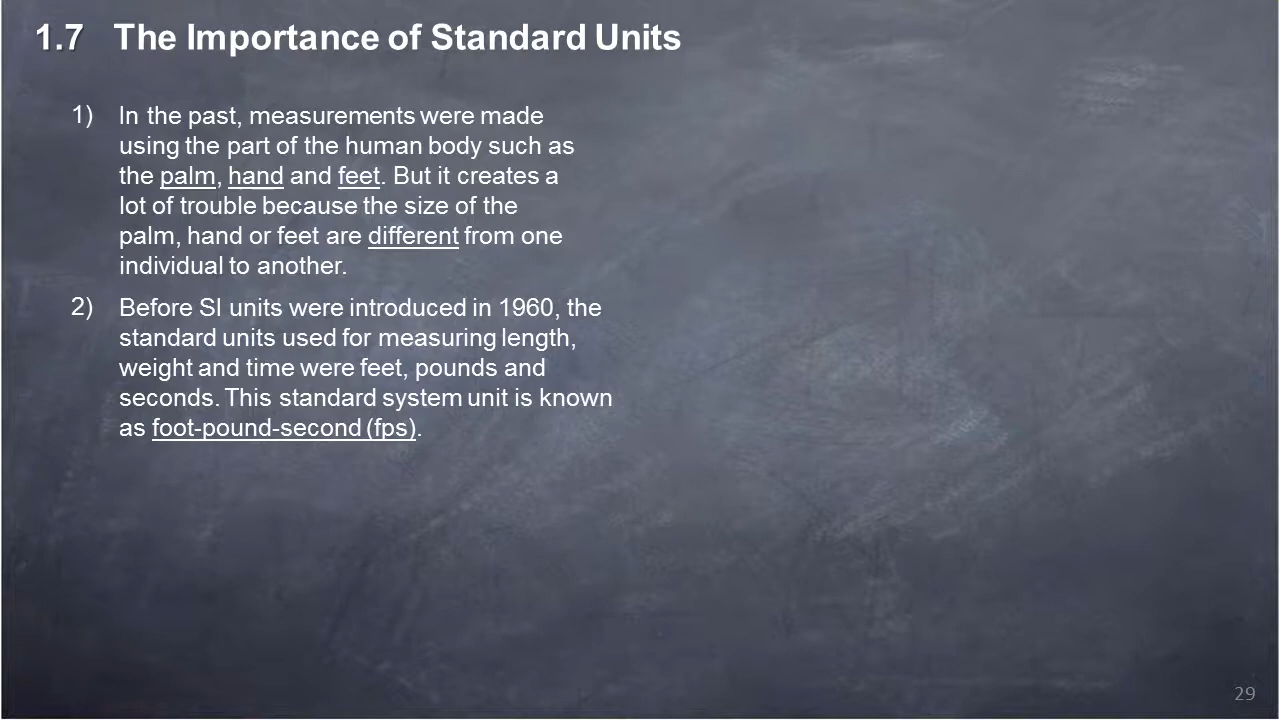 1.7 The Importance of Standard Units
1) In the past, measurements were made
using the part of the human body such as
the palm, hand and feet. But it creates a
lot of trouble because the size of the
palm, hand or feet are different from one
individual to another.
2) Before SI units were introduced in 1960, the
standard units used for measuring length,
weight and time were feet, pounds and
seconds. This standard system unit is known
as foot-pound-second (fps).
29